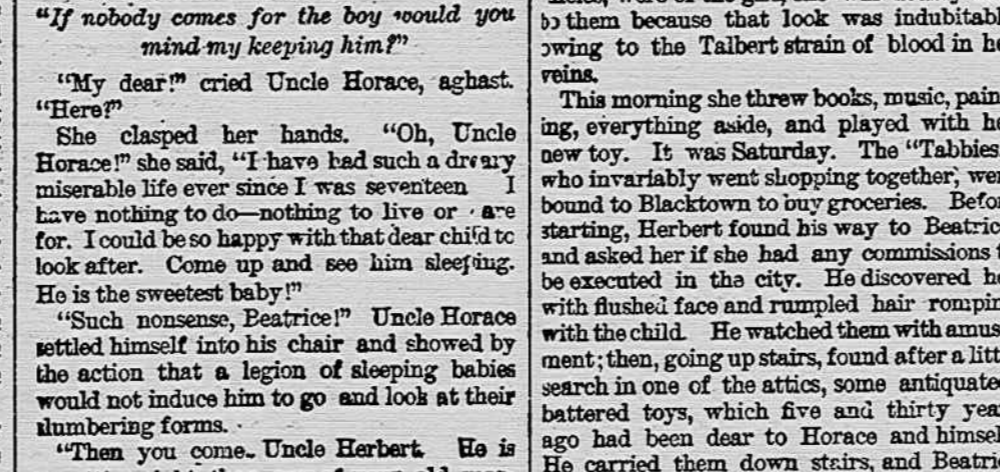 "If nobody comes for the boy would you
mind my keeping him?"
"My dear!" cried Uncle Horace, aghast.
"Here?"
She clasped her hands. "Oh, Uncle
Horace!" she said, "I have had such a dreary
miserable life ever since I was seventeen I
have nothing to do—nothing to live or are
for. I could be so happy with that dear child to
look after. Come up and see him sleeping.
He is the sweetest baby!"
"Such nonsense, Beatrice!" Uncle Horace
settled himself into his chair and showed by
the action that a legion of sleeping babies
would not induce him to go and look at their
slumbering forms.
"Then you come. Uncle Herbert. He is
to them because that look was indubitabl
owing to the Talbert strain of blood in he
veins.
This morning she threw books, music, pain
ing, everything aside, and played with he
new toy. It was Saturday. The "Tabbies
who invariably went shopping together, wer
bound to Blacktown to buy groceries. Befor
starting, Herbert found his way to Beatric
and asked her if she had any commissions t
be executed in tha city. He discovered he
with flushed face and rumpled hair rompin
with the child. He watched them with amus
ment; then, going up stairs, found after a litt
search in one of the attics, some antiquate
battered toys, which five and thirty yea
ago had been dear to Horace and himsel
He carried them down stairs, and Beatri